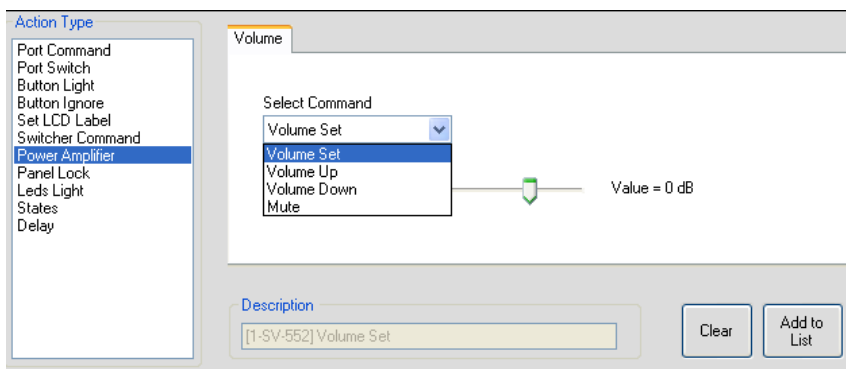 Action Type
Port Command
Port Switch
Button Light
Button Ignore
Set LCD Label
Switcher Command
Power Amplifier
Panel Lock
Leds Light
States
Delay
Volume
Select Command
Volume Set
Volume Set
Volume Up
Volume Down
Mute
Value = 0 dB
Description
[1-SV-552] Volume Set
Clear
Add to
List